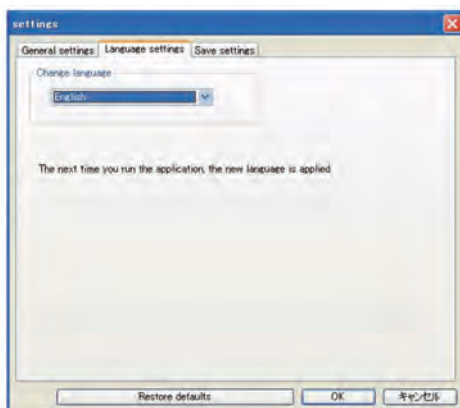 settings
General settings Language settings Save settings
Change language
English
The next time you run the application, the new language is applied
Restore defaults OK キャンセル